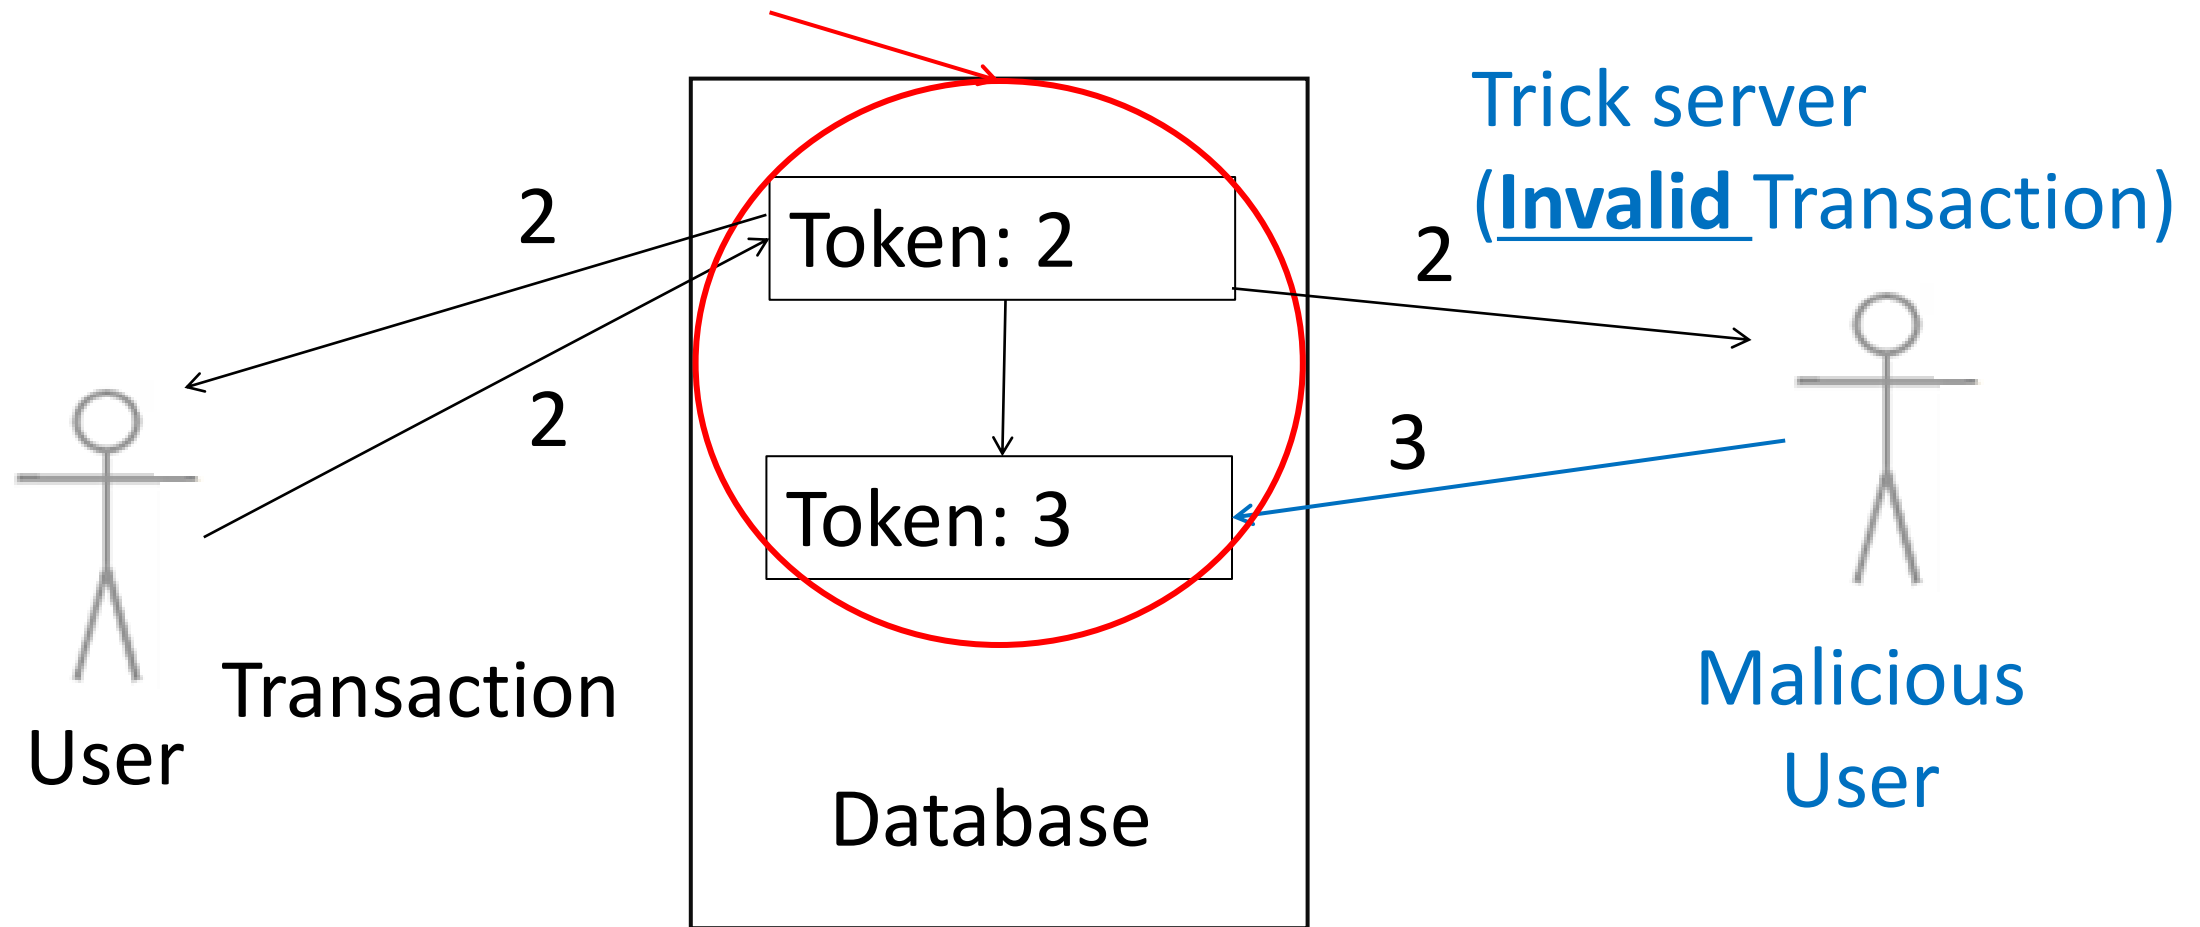 Trick server
(Invalid Transaction)
2
Token: 2
2
2
3
Token: 3
Transaction
User
Malicious
User
Database